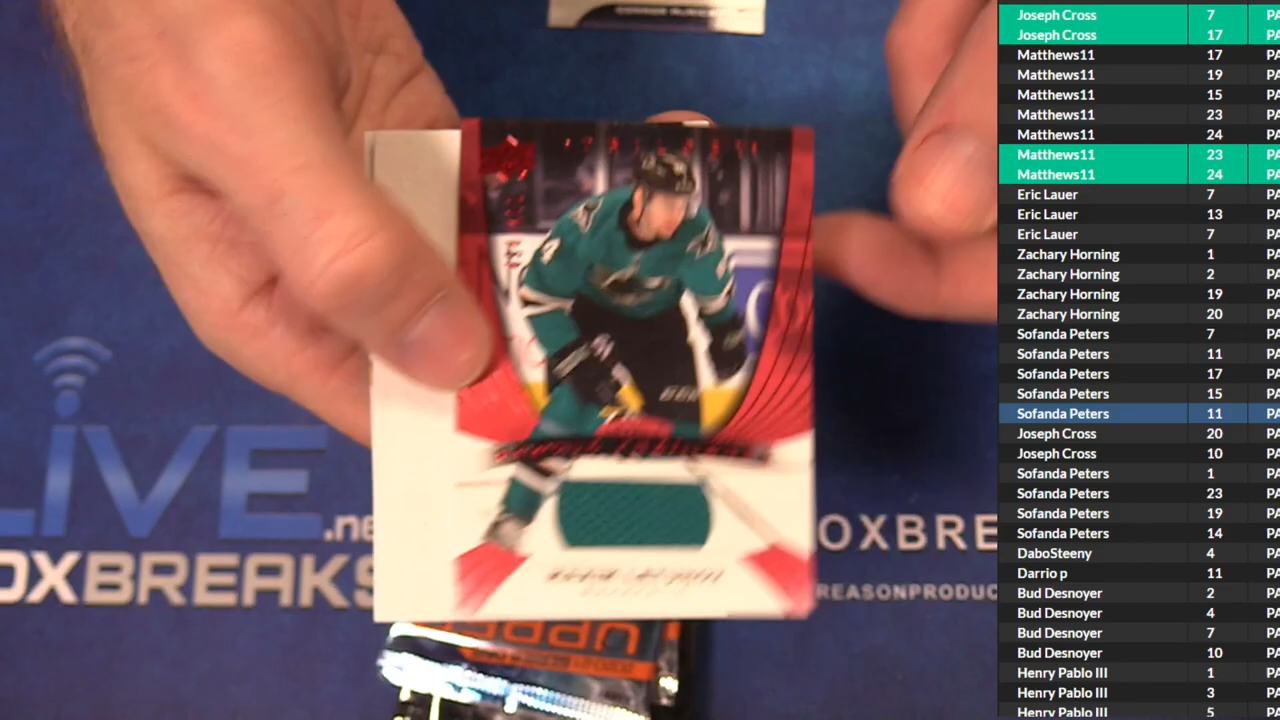 LIVE.ne
OXBREAKS
OXBRE
REASONPRODUC
UPPE
Joseph Cross 7 PA
Joseph Cross 17 PA
Matthews11 17 PA
Matthews11 19 PA
Matthews11 15 PA
Matthews11 23 PA
Matthews11 24 PA
Matthews11 23 PA
Matthews11 24 PA
Eric Lauer 7 PA
Eric Lauer 13 PA
Eric Lauer 7 PA
Zachary Horning 1 PA
Zachary Horning 2 PA
Zachary Horning 19 PA
Zachary Horning 20 PA
Sofanda Peters 7 PA
Sofanda Peters 11 PA
Sofanda Peters 17 PA
Sofanda Peters 15 PA
Sofanda Peters 11 PA
Joseph Cross 20 PA
Joseph Cross 10 PA
Sofanda Peters 1 PA
Sofanda Peters 23 PA
Sofanda Peters 19 PA
Sofanda Peters 14 PA
DaboSteeny 4 PA
Darrio p 11 PA
Bud Desnoyer 2 PA
Bud Desnoyer 4 PA
Bud Desnoyer 7 PA
Bud Desnoyer 10 PA
Henry Pablo III 1 PA
Henry Pablo III 3 PA
Henry Pablo III 5 PA